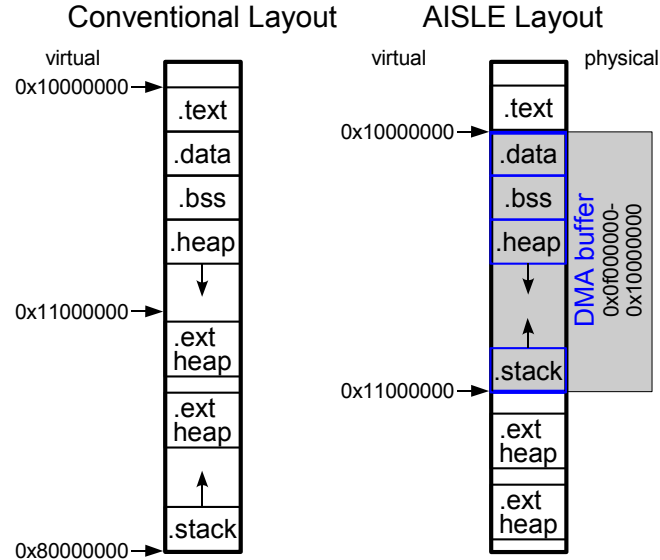 Conventional Layout
virtual
0x10000000
.text
.data
.bss
.heap
0x11000000
.ext
heap
.ext
heap
.stack
0x80000000
AISLE Layout
virtual
physical
.text
0x10000000
.data
.bss
.heap
DMA buffer
0x0f000000-
0x10000000
.stack
0x11000000
.ext
heap
.ext
heap